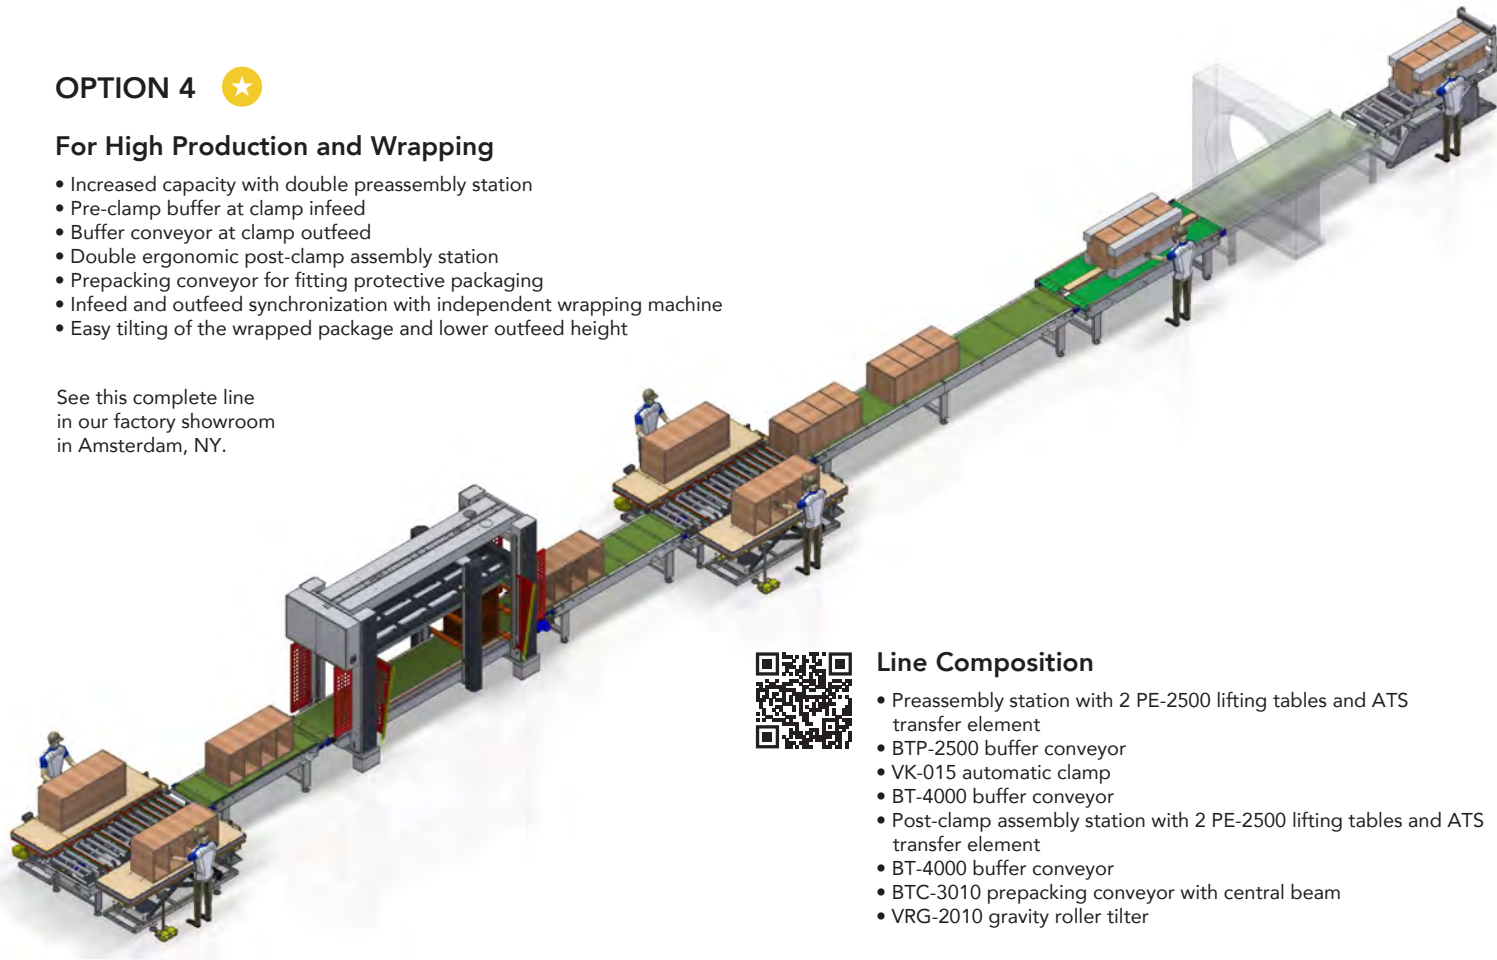 OPTION 4
For High Production and Wrapping
• Increased capacity with double preassembly station
• Pre-clamp buffer at clamp infeed
• Buffer conveyor at clamp outfeed
• Double ergonomic post-clamp assembly station
• Prepacking conveyor for fitting protective packaging
• Infeed and outfeed synchronization with independent wrapping machine
• Easy tilting of the wrapped package and lower outfeed height
See this complete line
in our factory showroom
in Amsterdam, NY.
Line Composition
• Preassembly station with 2 PE-2500 lifting tables and ATS
transfer element
• BTP-2500 buffer conveyor
• VK-015 automatic clamp
• BT-4000 buffer conveyor
• Post-clamp assembly station with 2 PE-2500 lifting tables and ATS
transfer element
• BT-4000 buffer conveyor
• BTC-3010 prepacking conveyor with central beam
• VRG-2010 gravity roller tilter